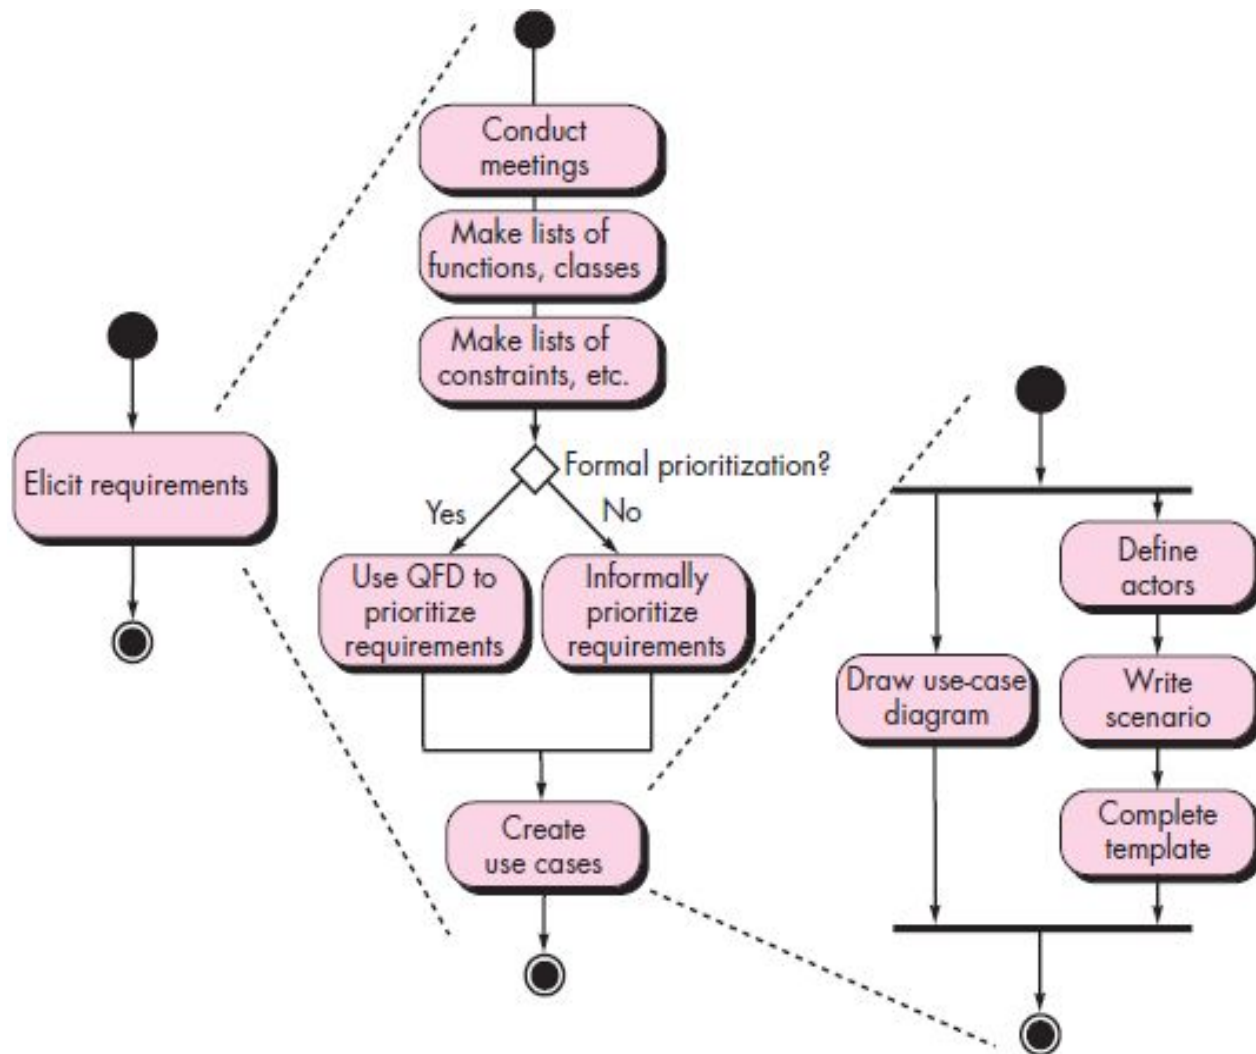 Elicit requirements
Conduct
meetings
Make lists of
functions, classes
Make lists of
constraints, etc.
Formal prioritization?
Yes
No
Use QFD to
prioritize
requirements
Informally
prioritize
requirements
Create
use cases
Draw use-case
diagram
Define
actors
Write
scenario
Complete
template